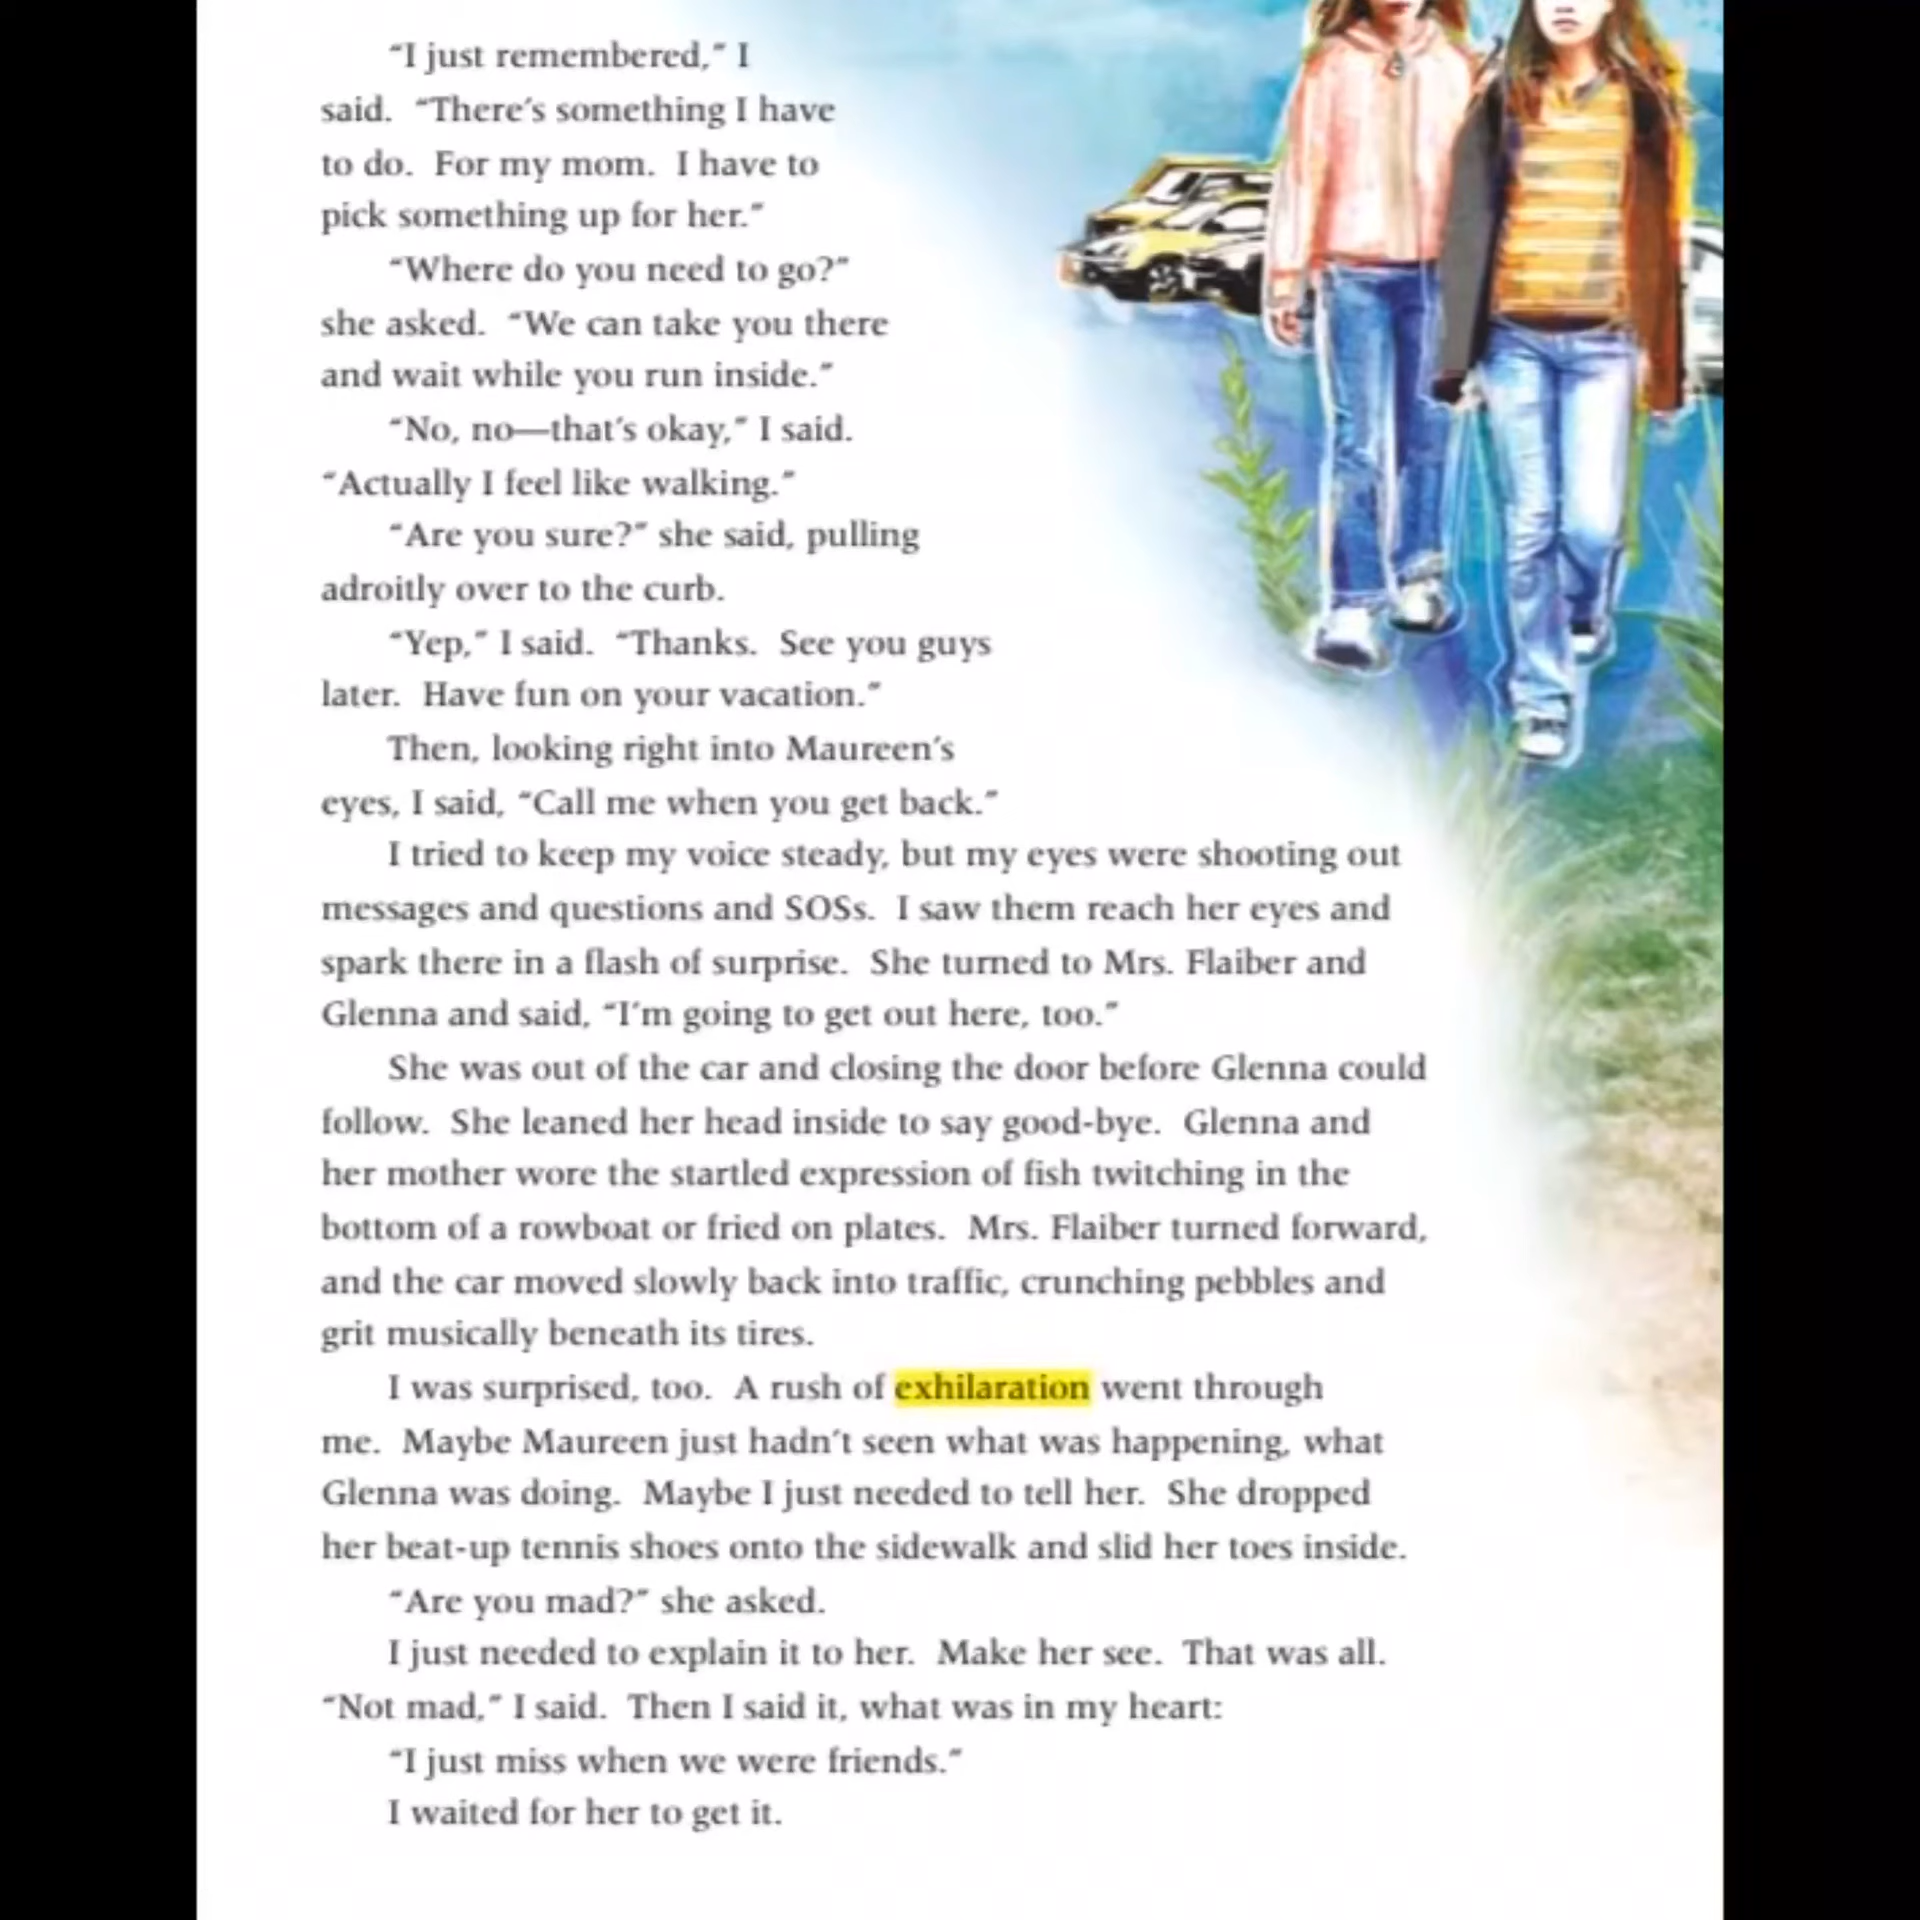 “I just remembered,” I
said. “There’s something I have
to do. For my mom. I have to
pick something up for her.”
“Where do you need to go?”
she asked. “We can take you there
and wait while you run inside.”
“No, no—that’s okay,” I said.
“Actually I feel like walking.”
“Are you sure?” she said, pulling
adroitly over to the curb.
“Yep,” I said. “Thanks. See you guys
later. Have fun on your vacation.”
Then, looking right into Maureen’s
eyes, I said, “Call me when you get back.”
I tried to keep my voice steady, but my eyes were shooting out
messages and questions and SOSs. I saw them reach her eyes and
spark there in a flash of surprise. She turned to Mrs. Flaiber and
Glenna and said, “I’m going to get out here, too.”
She was out of the car and closing the door before Glenna could
follow. She leaned her head inside to say good-bye. Glenna and
her mother wore the startled expression of fish twitching in the
bottom of a rowboat or fried on plates. Mrs. Flaiber turned forward,
and the car moved slowly back into traffic, crunching pebbles and
grit musically beneath its tires.
I was surprised, too. A rush of exhilaration went through
me. Maybe Maureen just hadn’t seen what was happening, what
Glenna was doing. Maybe I just needed to tell her. She dropped
her beat-up tennis shoes onto the sidewalk and slid her toes inside.
“Are you mad?” she asked.
I just needed to explain it to her. Make her see. That was all.
“Not mad,” I said. Then I said it, what was in my heart:
“I just miss when we were friends.”
I waited for her to get it.